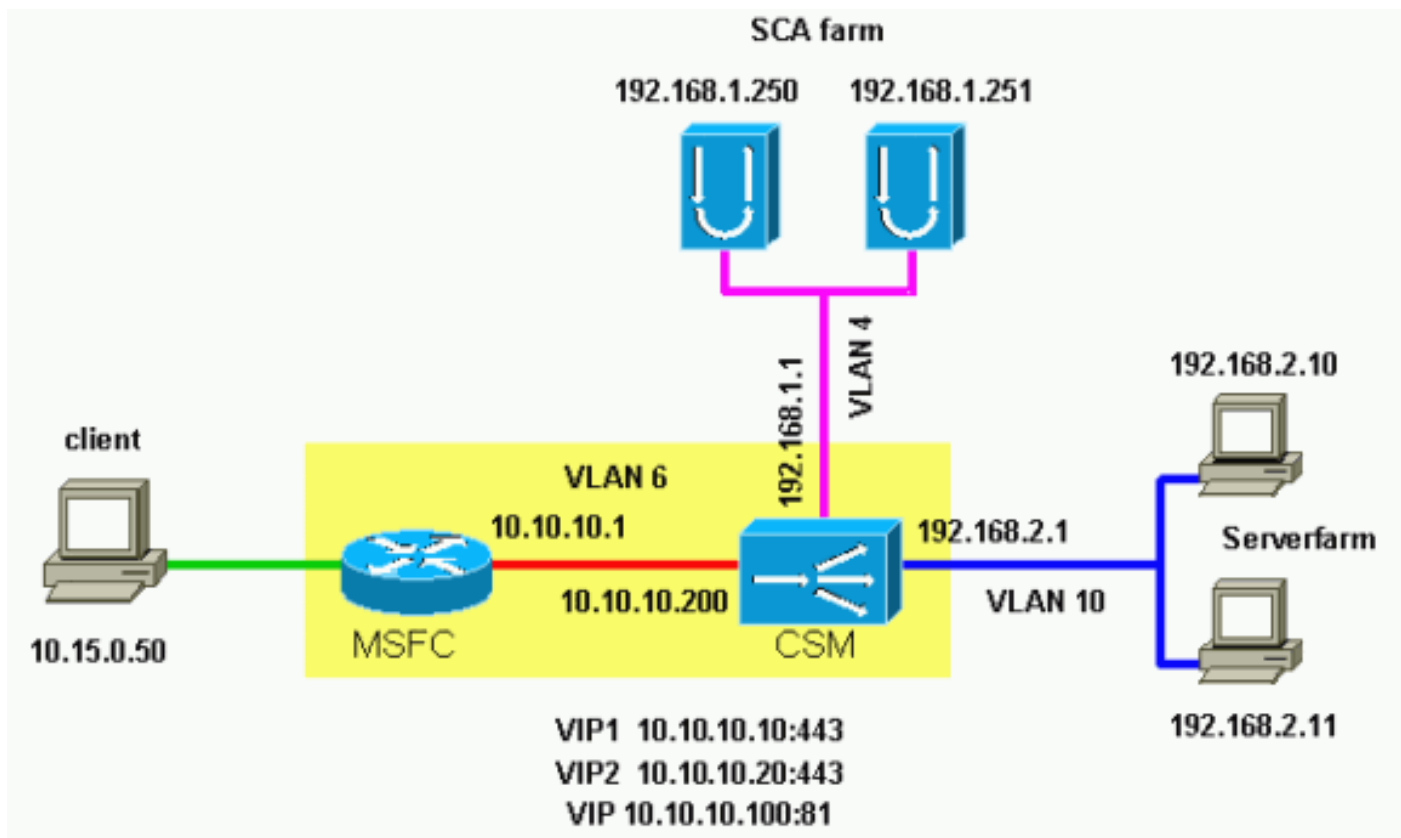 SCA farm
192.168.1.250
192.168.1.251
192.168.1.1
VLAN 4
192.168.2.10
client
VLAN 6
10.10.10.1
192.168.2.1
Serverfarm
10.10.10.200
VLAN 10
10.15.0.50
MSFC
CSM
192.168.2.11
VIP1 10.10.10.10:443
VIP2 10.10.10.20:443
VIP 10.10.10.100:81